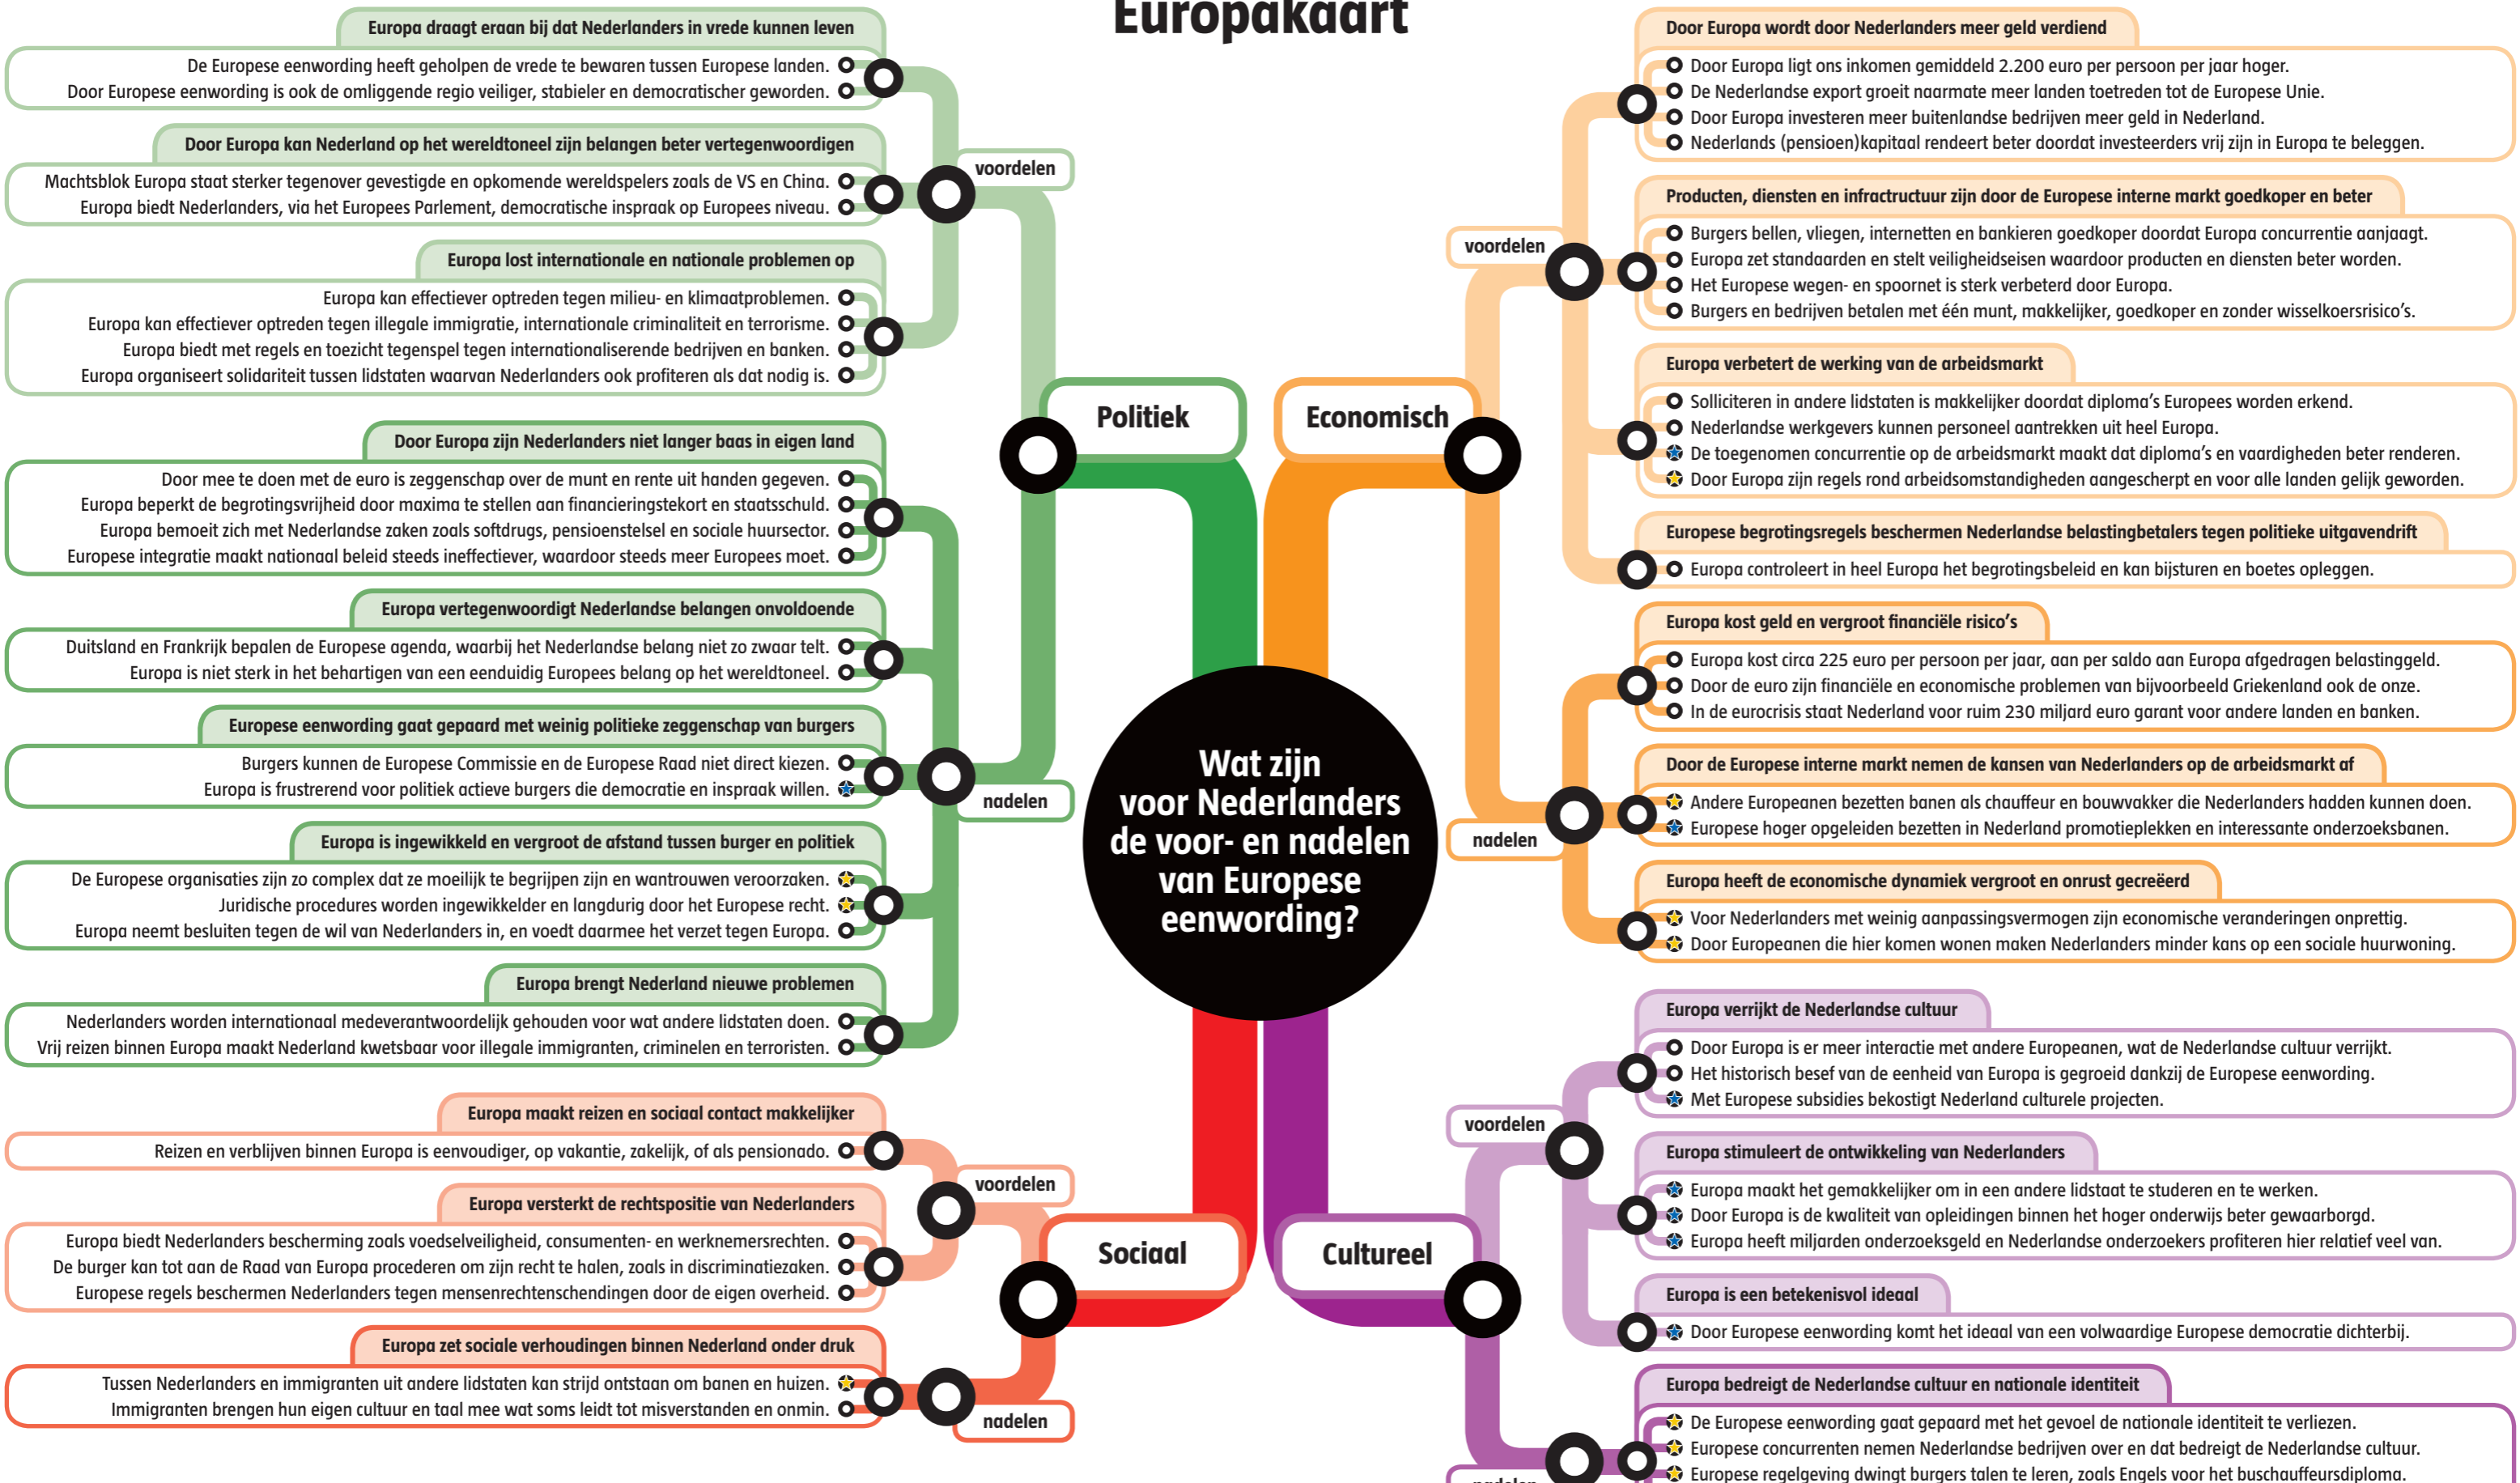 Europakaart
Europa draagt eraan bij dat Nederlanders in vrede kunnen leven
De Europese eenwording heeft geholpen de vrede te bewaren tussen Europese landen.
Door Europese eenwording is ook de omliggende regio veiliger, stabieler en democratischer geworden.
Door Europa kan Nederland op het wereldtoneel zijn belangen beter vertegenwoordigen
Machtsblok Europa staat sterker tegenover gevestigde en opkomende wereldspelers zoals de VS en China.
Europa biedt Nederlanders, via het Europees Parlement, democratische inspraak op Europees niveau.
voordelen
Europa lost internationale en nationale problemen op
Europa kan effectiever optreden tegen milieu- en klimaatproblemen.
Europa kan effectiever optreden tegen illegale immigratie, internationale criminaliteit en terrorisme.
Europa biedt met regels en toezicht tegenspel tegen internationaliserende bedrijven en banken.
Europa organiseert solidariteit tussen lidstaten waarvan Nederlanders ook profiteren als dat nodig is.
Politiek
Door Europa zijn Nederlanders niet langer baas in eigen land
Door mee te doen met de euro is zeggenschap over de munt en rente uit handen gegeven.
Europa beperkt de begrotingsvrijheid door maxima te stellen aan financieringstekort en staatsschuld.
Europa bemoeit zich met Nederlandse zaken zoals softdrugs, pensioenstelsel en sociale huursector.
Europese integratie maakt nationaal beleid steeds ineffectiever, waardoor steeds meer Europees moet.
Europa vertegenwoordigt Nederlandse belangen onvoldoende
Duitsland en Frankrijk bepalen de Europese agenda, waarbij het Nederlandse belang niet zo zwaar telt.
Europa is niet sterk in het behartigen van een eenduidig Europees belang op het wereldtoneel.
Europese eenwording gaat gepaard met weinig politieke zeggenschap van burgers
Burgers kunnen de Europese Commissie en de Europese Raad niet direct kiezen.
Europa is frustrerend voor politiek actieve burgers die democratie en inspraak willen.
nadelen
Europa is ingewikkeld en vergroot de afstand tussen burger en politiek
De Europese organisaties zijn zo complex dat ze moeilijk te begrijpen zijn en wantrouwen veroorzaken.
Juridische procedures worden ingewikkelder en langdurig door het Europese recht.
Europa neemt besluiten tegen de wil van Nederlanders in, en voedt daarmee het verzet tegen Europa.
Europa brengt Nederland nieuwe problemen
Nederlanders worden internationaal medeverantwoordelijk gehouden voor wat andere lidstaten doen.
Vrij reizen binnen Europa maakt Nederland kwetsbaar voor illegale immigranten, criminelen en terroristen.
Europa maakt reizen en sociaal contact makkelijker
Reizen en verblijven binnen Europa is eenvoudiger, op vakantie, zakelijk, of als pensionado.
voordelen
Europa versterkt de rechtspositie van Nederlanders
Europa biedt Nederlanders bescherming zoals voedselveiligheid, consumenten- en werknemersrechten.
De burger kan tot aan de Raad van Europa procederen om zijn recht te halen, zoals in discriminatiezaken.
Europese regels beschermen Nederlanders tegen mensenrechtenschendingen door de eigen overheid.
Sociaal
Europa zet sociale verhoudingen binnen Nederland onder druk
Tussen Nederlanders en immigranten uit andere lidstaten kan strijd ontstaan om banen en huizen.
Immigranten brengen hun eigen cultuur en taal mee wat soms leidt tot misverstanden en onmin.
nadelen
Wat zijn
voor Nederlanders
de voor- en nadelen
van Europese
eenwording?
Door Europa wordt door Nederlanders meer geld verdiend
Door Europa ligt ons inkomen gemiddeld 2.200 euro per persoon per jaar hoger.
De Nederlandse export groeit naarmate meer landen toetreden tot de Europese Unie.
Door Europa investeren meer buitenlandse bedrijven meer geld in Nederland.
Nederlands (pensioen)kapitaal rendeert beter doordat investeerders vrij zijn in Europa te beleggen.
Producten, diensten en infractructuur zijn door de Europese interne markt goedkoper en beter
voordelen
Burgers bellen, vliegen, internetten en bankieren goedkoper doordat Europa concurrentie aanjaagt.
Europa zet standaarden en stelt veiligheidseisen waardoor producten en diensten beter worden.
Het Europese wegen- en spoornet is sterk verbeterd door Europa.
Burgers en bedrijven betalen met één munt, makkelijker, goedkoper en zonder wisselkoersrisico's.
Europa verbetert de werking van de arbeidsmarkt
Solliciteren in andere lidstaten is makkelijker doordat diploma's Europees worden erkend.
Nederlandse werkgevers kunnen personeel aantrekken uit heel Europa.
De toegenomen concurrentie op de arbeidsmarkt maakt dat diploma's en vaardigheden beter renderen.
Door Europa zijn regels rond arbeidsomstandigheden aangescherpt en voor alle landen gelijk geworden.
Economisch
Europese begrotingsregels beschermen Nederlandse belastingbetalers tegen politieke uitgavendrift
Europa controleert in heel Europa het begrotingsbeleid en kan bijsturen en boetes opleggen.
Europa kost geld en vergroot financiële risico's
Europa kost circa 225 euro per persoon per jaar, aan per saldo aan Europa afgedragen belastinggeld.
Door de euro zijn financiële en economische problemen van bijvoorbeeld Griekenland ook de onze.
In de eurocrisis staat Nederland voor ruim 230 miljard euro garant voor andere landen en banken.
Door de Europese interne markt nemen de kansen van Nederlanders op de arbeidsmarkt af
Andere Europeanen bezetten banen als chauffeur en bouwvakker die Nederlanders hadden kunnen doen.
Europese hoger opgeleiden bezetten in Nederland promotieplekken en interessante onderzoeksbanen.
nadelen
Europa heeft de economische dynamiek vergroot en onrust gecreëerd
Voor Nederlanders met weinig aanpassingsvermogen zijn economische veranderingen onprettig.
Door Europeanen die hier komen wonen maken Nederlanders minder kans op een sociale huurwoning.
Europa verrijkt de Nederlandse cultuur
Door Europa is er meer interactie met andere Europeanen, wat de Nederlandse cultuur verrijkt.
Het historisch besef van de eenheid van Europa is gegroeid dankzij de Europese eenwording.
Met Europese subsidies bekostigt Nederland culturele projecten.
voordelen
Europa stimuleert de ontwikkeling van Nederlanders
Europa maakt het gemakkelijker om in een andere lidstaat te studeren en te werken.
Door Europa is de kwaliteit van opleidingen binnen het hoger onderwijs beter gewaarborgd.
Europa heeft miljarden onderzoeksgeld en Nederlandse onderzoekers profiteren hier relatief veel van.
Cultureel
Europa is een betekenisvol ideaal
Door Europese eenwording komt het ideaal van een volwaardige Europese democratie dichterbij.
Europa bedreigt de Nederlandse cultuur en nationale identiteit
De Europese eenwording gaat gepaard met het gevoel de nationale identiteit te verliezen.
Europese concurrenten nemen Nederlandse bedrijven over en dat bedreigt de Nederlandse cultuur.
Europese regelgeving dwingt burgers talen te leren, zoals Engels voor het buschauffeursdiploma.